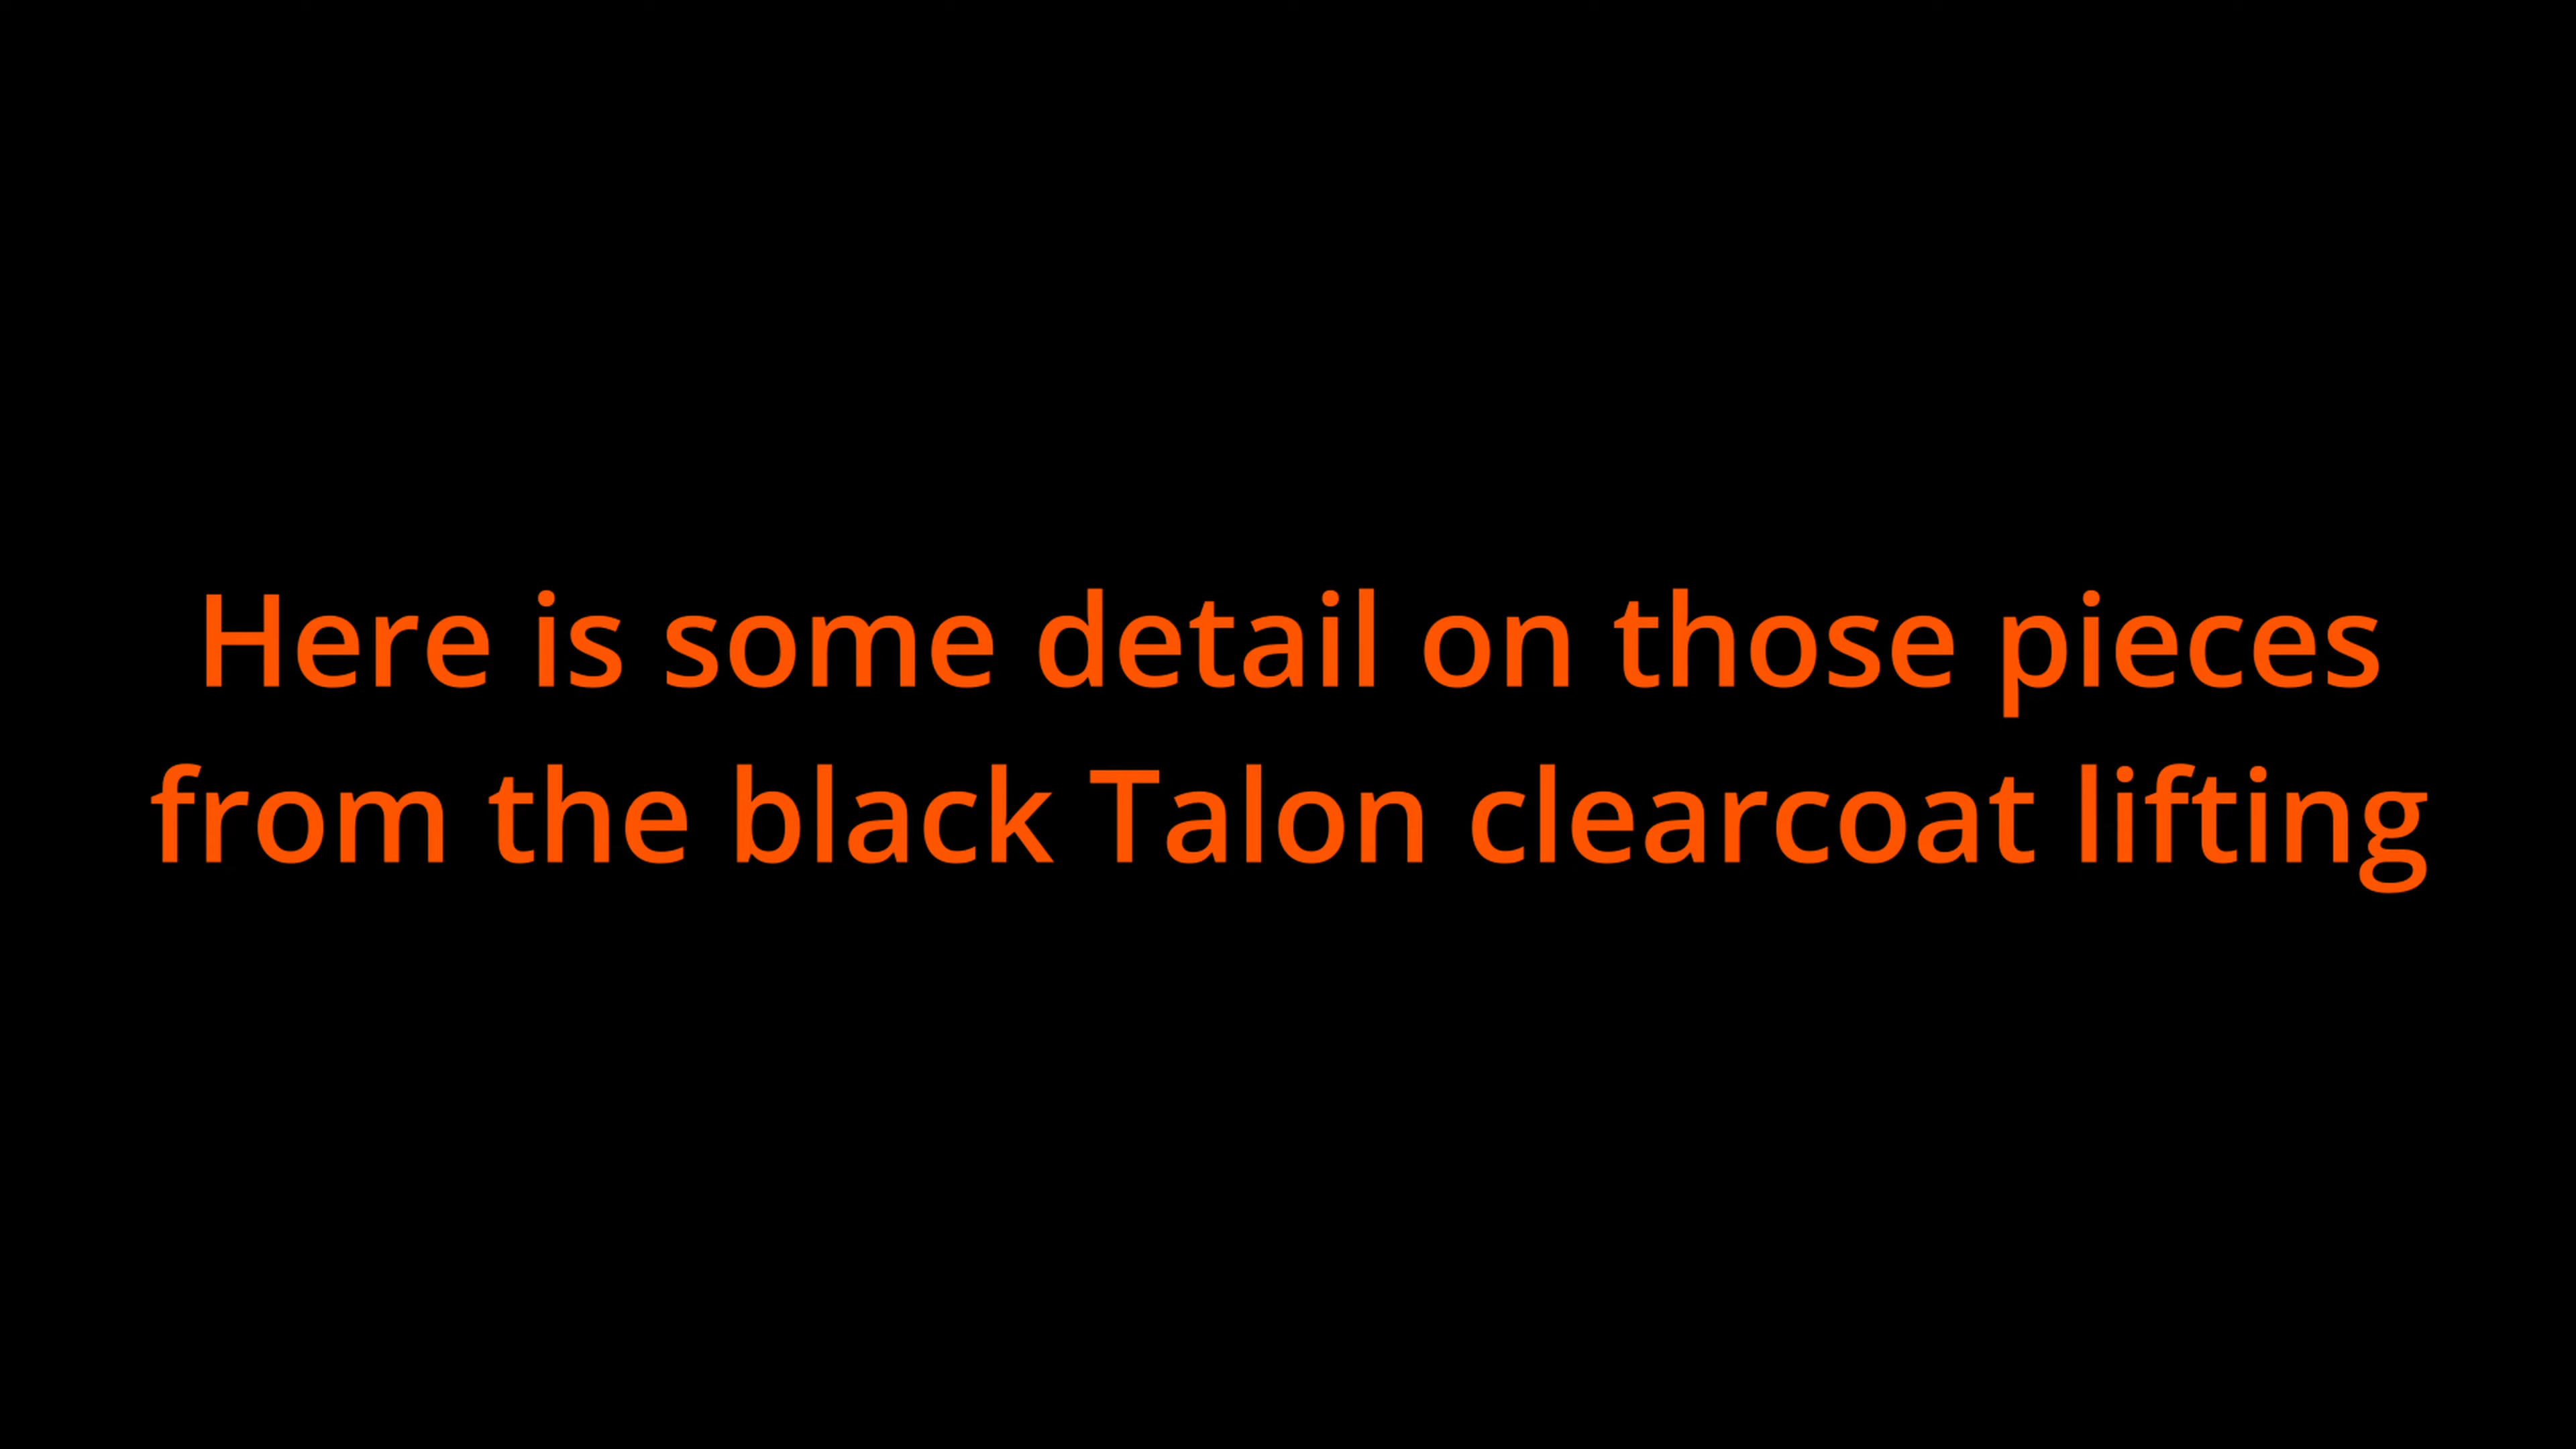 Here is some detail on those pieces
from the black Talon clearcoat lifting